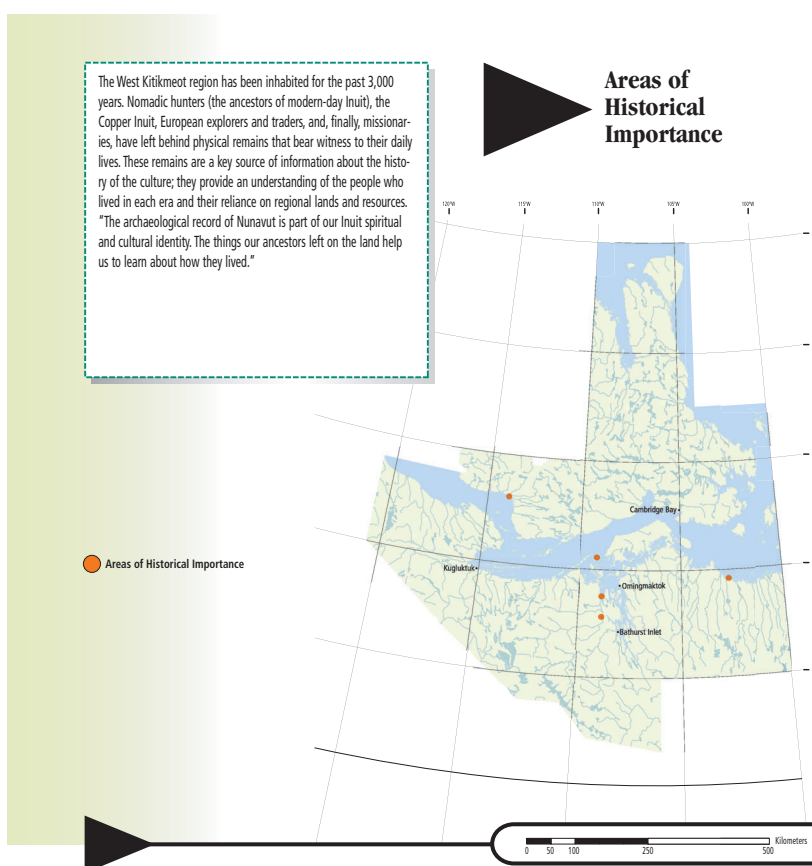 The West Kitikmeot region has been inhabited for the past 3,000
years. Nomadic hunters (the ancestors of modern-day Inuit), the
Copper Inuit, European explorers and traders, and, finally, missionar-
ies, have left behind physical remains that bear witness to their daily
lives. These remains are a key source of information about the histo-
ry of the culture; they provide an understanding of the people who
lived in each era and their reliance on regional lands and resources.
"The archaeological record of Nunavut is part of our Inuit spiritual
and cultural identity. The things our ancestors left on the land help
us to learn about how they lived."
Areas of
Historical
Importance
120°W 115°W 110°W 105°W 100°W
Cambridge Bay
Kugluktuk
Omingmaktok
Bathurst Inlet
Areas of Historical Importance
Kilometers
0 50 100 250 500